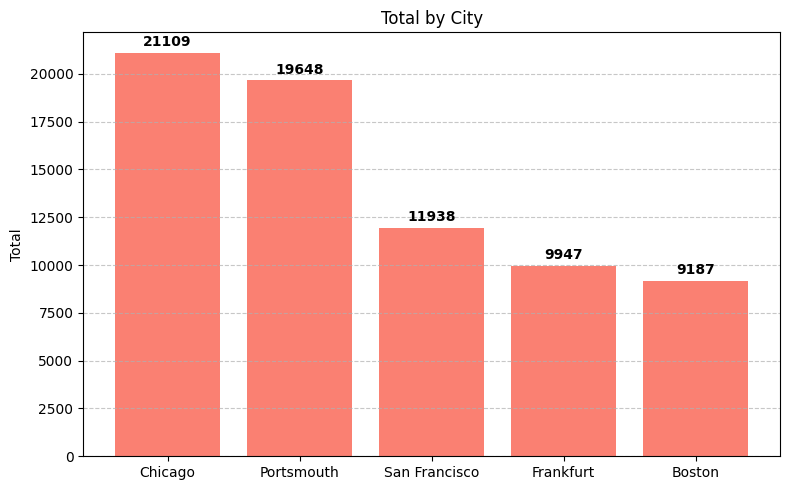 Total by City
21109
19648
11938
9947
9187
20000
17500
15000
12500
10000
7500
5000
2500
0
Total
Chicago
Portsmouth
San Francisco
Frankfurt
Boston